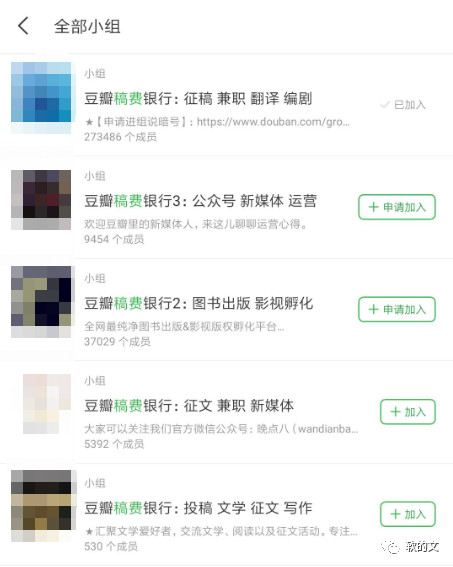 全部小组
小组
豆瓣稿费银行：征稿 兼职 翻译 编剧
已加入
★【申请进组说暗号】：https://www.douban.com/gro...
273486 个成员
小组
豆瓣稿费银行3：公众号 新媒体 运营
申请加入
欢迎豆瓣里的新媒体人，来这儿聊聊运营心得。
9454 个成员
小组
豆瓣稿费银行2：图书出版 影视孵化
申请加入
全网最纯净图书出版&影视版权孵化平台...
37029 个成员
小组
豆瓣稿费银行：征文 兼职 新媒体
加入
大家可以关注我们官方微信公众号：晚点八（wandianba...
5392 个成员
小组
豆瓣稿费银行：投稿 文学 征文 写作
加入
★汇聚文学爱好者，交流文学、阅读以及征文活动。专注...
530 个成员
软的文